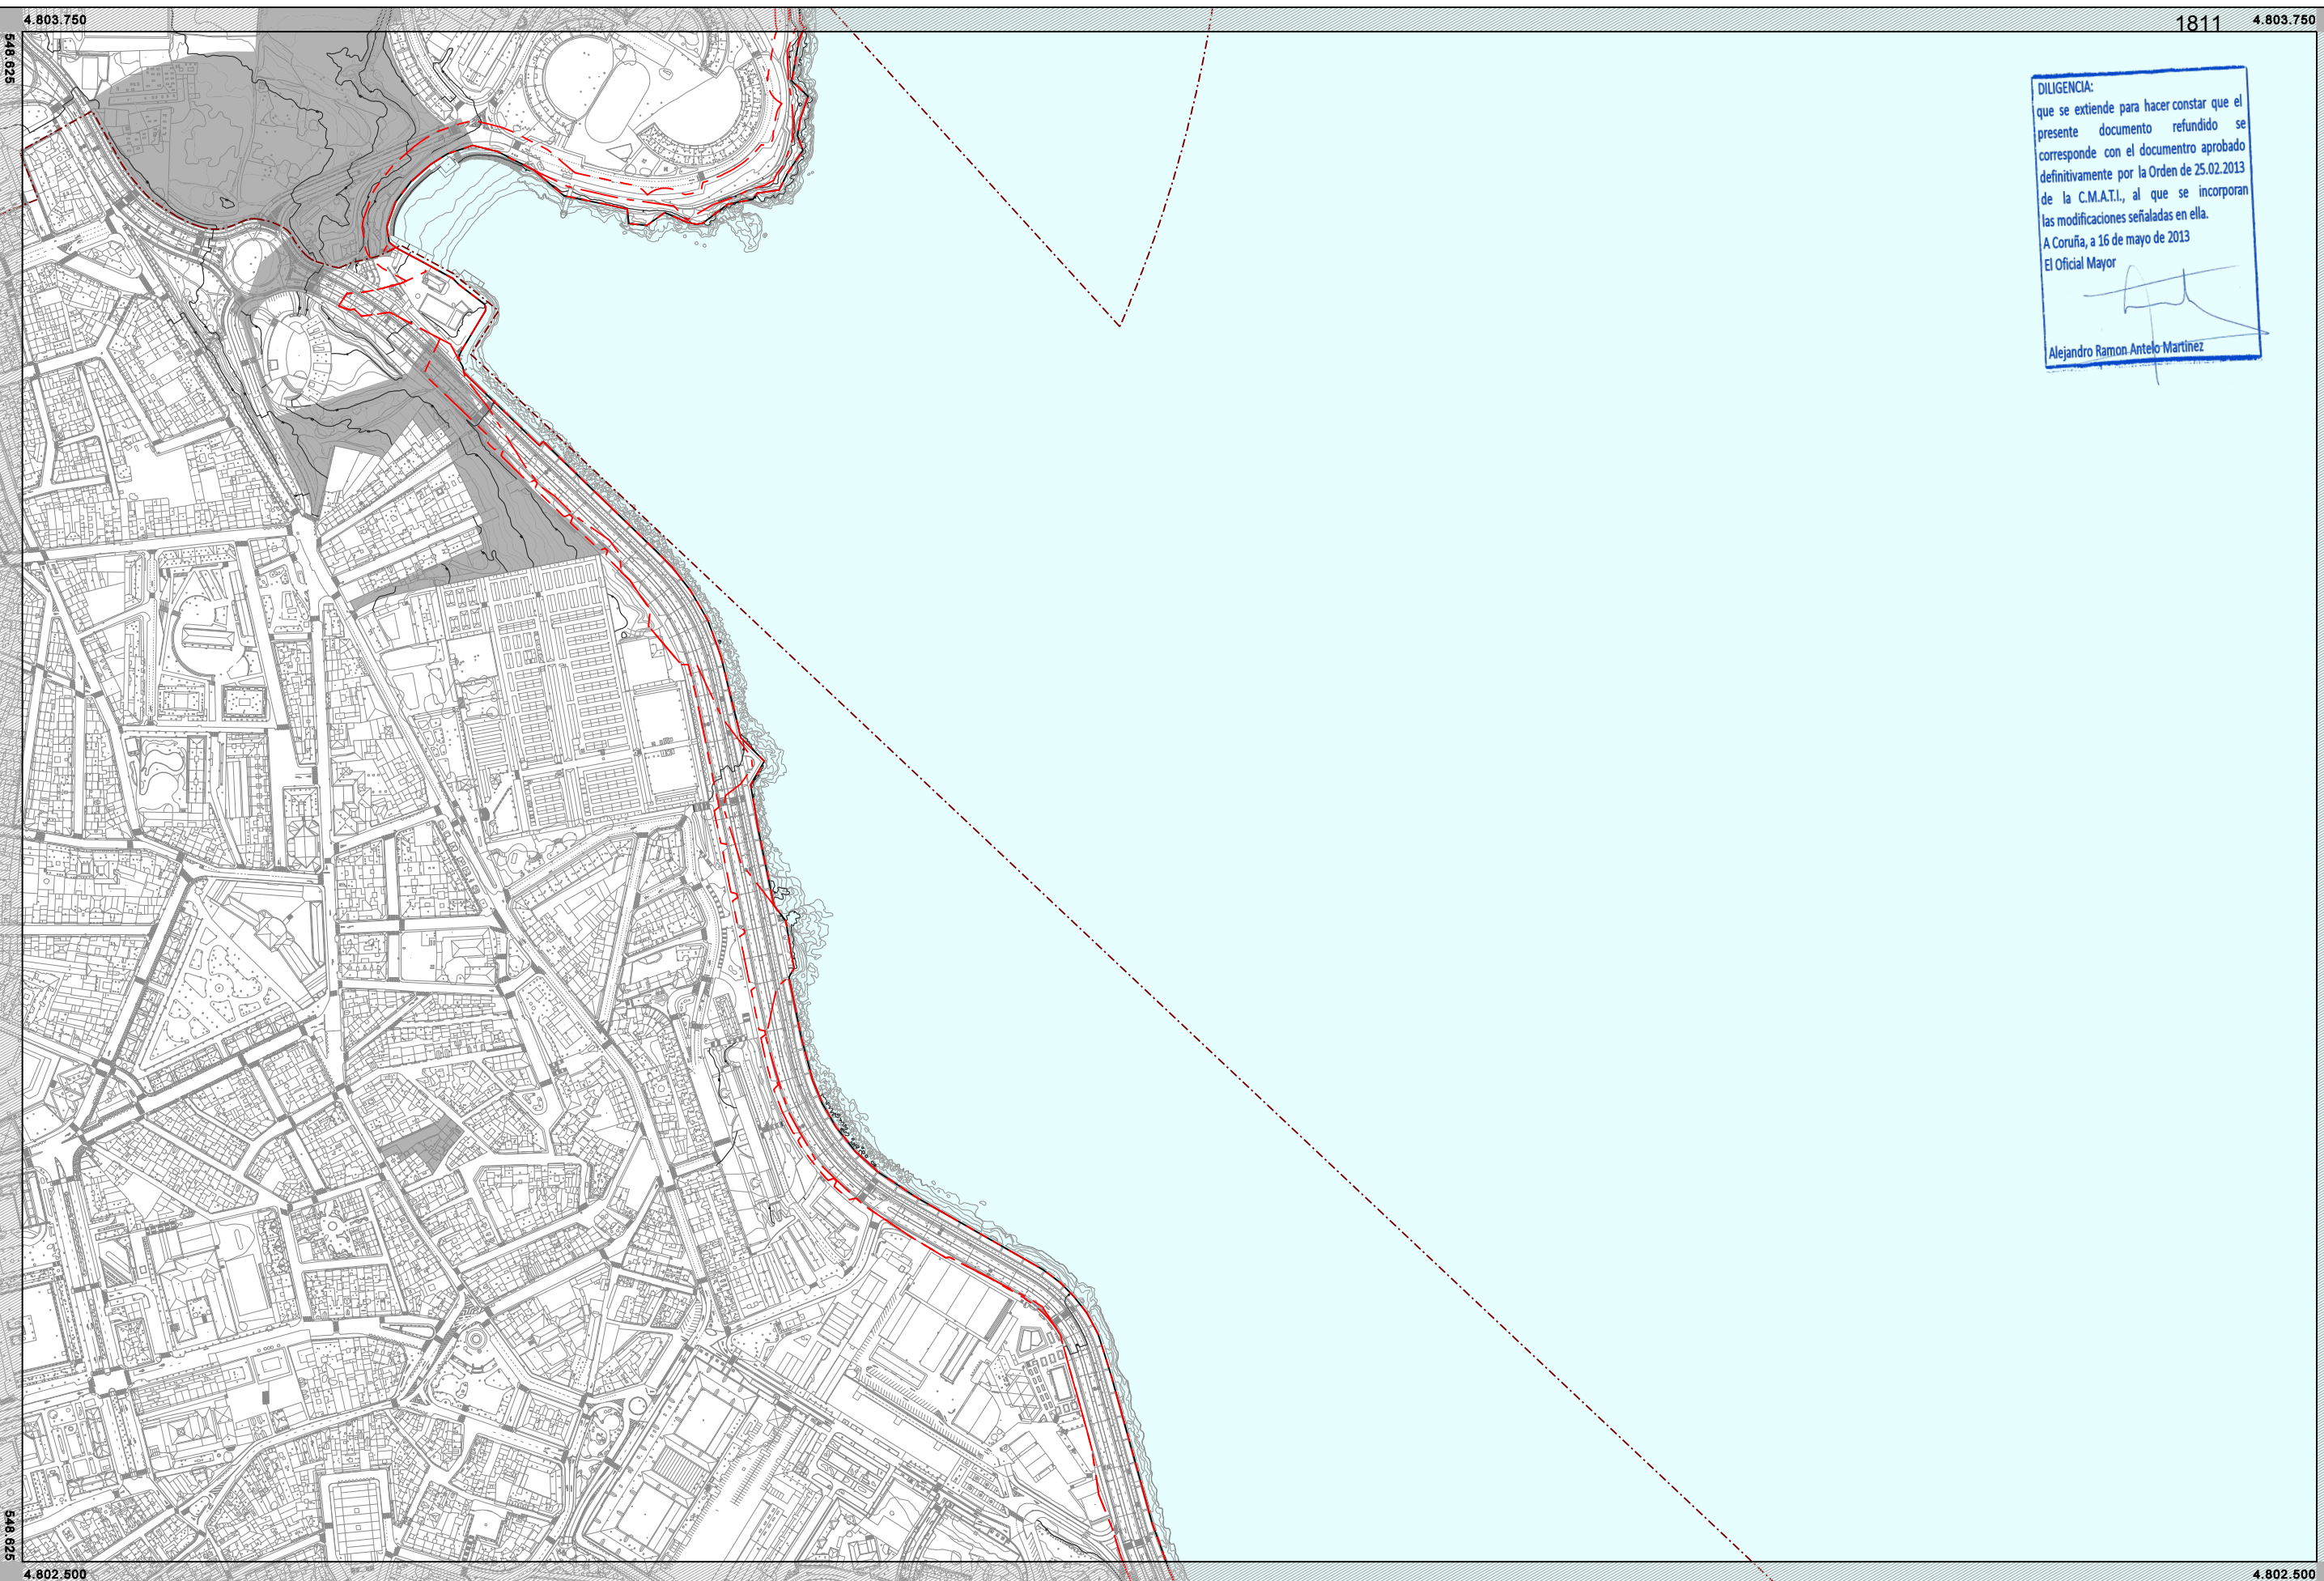 4.803.750
1811
4.803.750
548.625
DILIGENCIA:
que se extiende para hacer constar que el
presente documento refundido se
corresponde con el documentro aprobado
definitivamente por la Orden de 25.02.2013
de la C.M.A.T.I., al que se incorporan
las modificaciones señaladas en ella.
A Coruña, a 16 de mayo de 2013
El Oficial Mayor
Alejandro Ramon Antelo Martinez
548.625
4.802.500
4.802.500